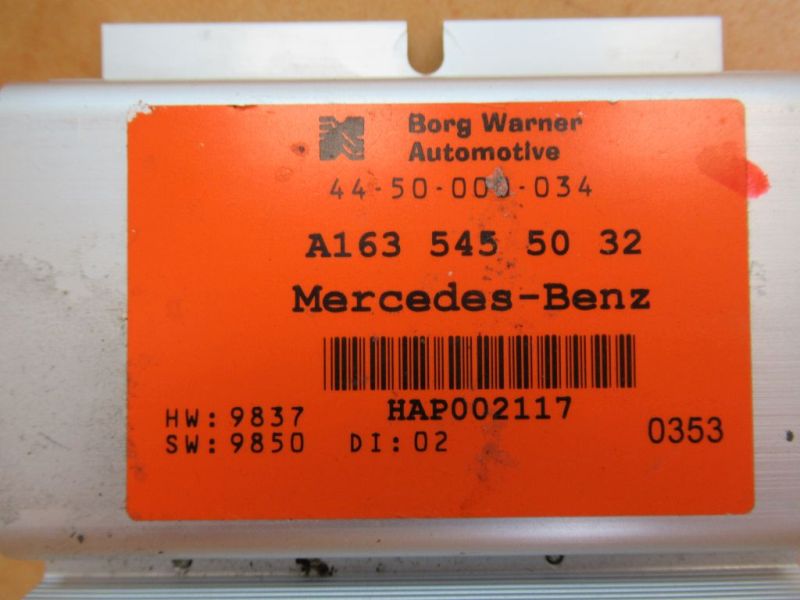 Borg Warner
Automotive
44-50-000-034
A163 545 50 32
Mercedes-Benz
HAP002117
HW:9837
SW:9850 DI:02
0353